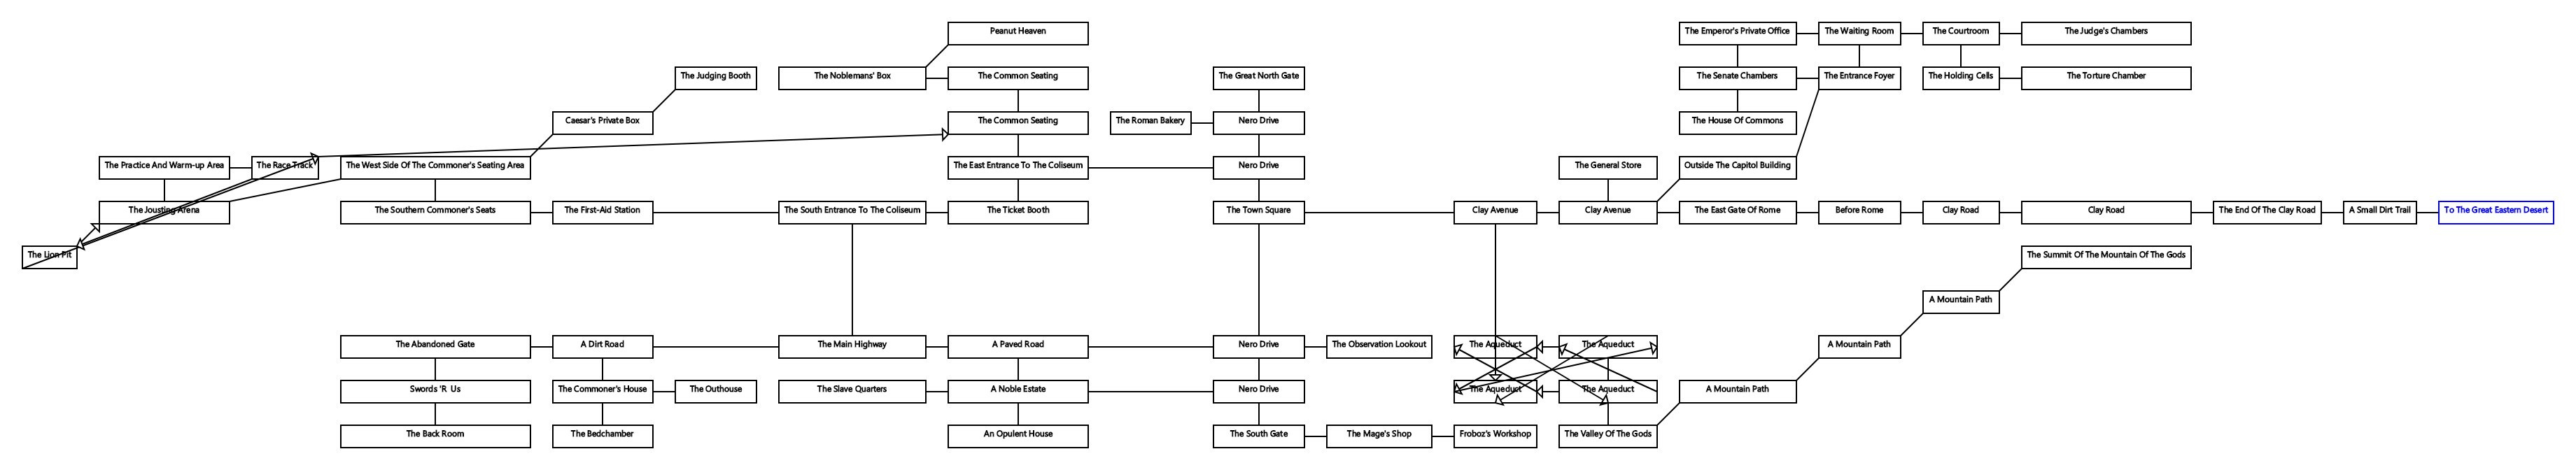 Peanut Heaven
The Emperor's Private Office
The Waiting Room
The Courtroom
The Judge's Chambers
The Judging Booth
The Noblemans' Box
The Common Seating
The Great North Gate
The Senate Chambers
The Entrance Foyer
The Holding Cells
The Torture Chamber
Caesar's Private Box
The Common Seating
The Roman Bakery
Nero Drive
The House Of Commons
The Practice And Warm-up Area
The Race Track
The West Side Of The Commoner's Seating Area
The East Entrance To The Coliseum
Nero Drive
The General Store
Outside The Capitol Building
The Jousting Arena
The Southern Commoner's Seats
The First-Aid Station
The South Entrance To The Coliseum
The Ticket Booth
The Town Square
Clay Avenue
Clay Avenue
The East Gate Of Rome
Before Rome
Clay Road
Clay Road
The End Of The Clay Road
A Small Dirt Trail
To The Great Eastern Desert
The Lion Pit
The Summit Of The Mountain Of The Gods
A Mountain Path
The Abandoned Gate
A Dirt Road
The Main Highway
A Paved Road
Nero Drive
The Observation Lookout
The Aqueduct
The Aqueduct
A Mountain Path
Swords 'R Us
The Commoner's House
The Outhouse
The Slave Quarters
A Noble Estate
Nero Drive
The Aqueduct
The Aqueduct
A Mountain Path
The Back Room
The Bedchamber
An Opulent House
The South Gate
The Mage's Shop
Froboz's Workshop
The Valley Of The Gods